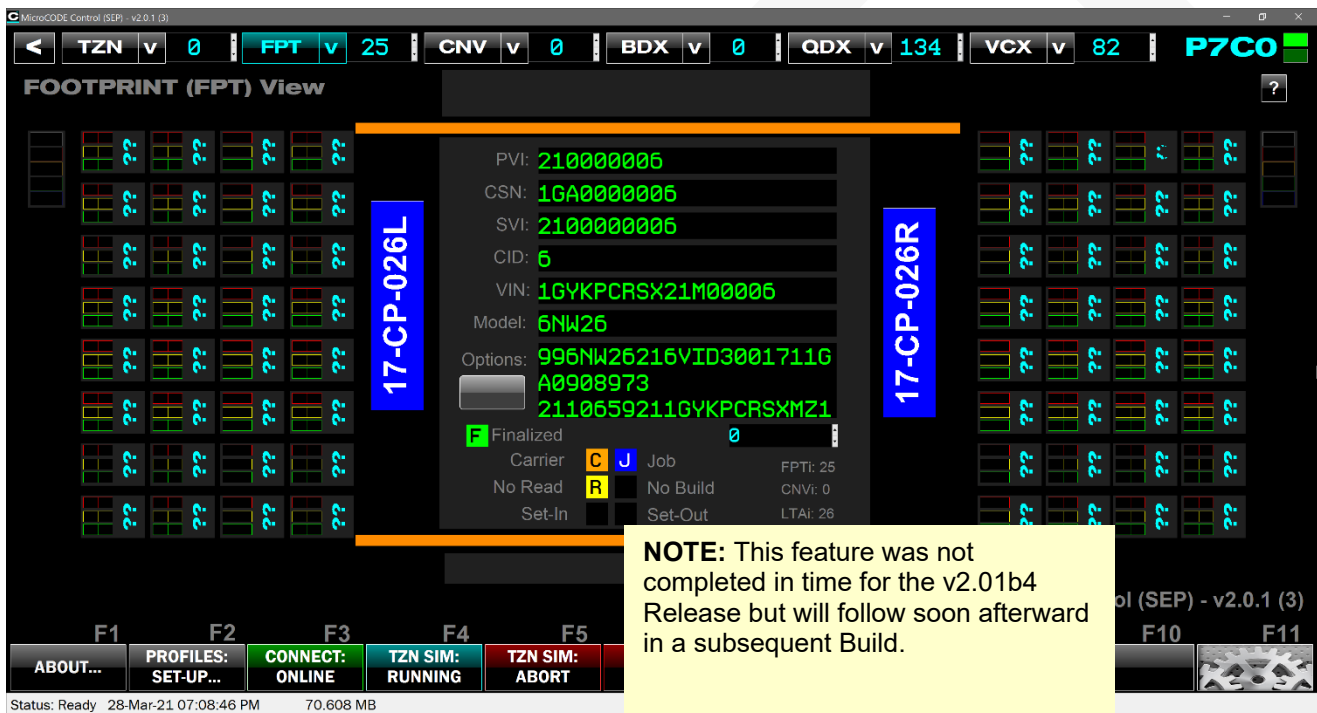 MicroCODE Control (SEP) - v2.0.1 (3)
< TZN v 0 FPT v 25 CNV v 0 BDX v 0 QDX v 134 VCX v 82 P7C0
FOOTPRINT (FPT) View
?
PVI: 210000006
CSN: 1GA0000006
SVI: 2100000006
CID: 6
VIN: 1GYKPCRSX21M00006
Model: 6NW26
Options: 996NW26216VID3001711G
A0908973
2110659211GYKPCRSXMZ1
F Finalized 0
Carrier C J Job FPTi: 25
No Read R No Build CNVi: 0
Set-In Set-Out LTAi: 26
17-CP-026L
17-CP-026R
NOTE: This feature was not
completed in time for the v2.01b4
Release but will follow soon afterward
in a subsequent Build.
ol (SEP) - v2.0.1 (3)
F1 F2 F3 F4 F5 F10 F11
ABOUT...
PROFILES:
SET-UP...
CONNECT:
ONLINE
TZN SIM:
RUNNING
TZN SIM:
ABORT
Status: Ready 28-Mar-21 07:08:46 PM 70.608 MB